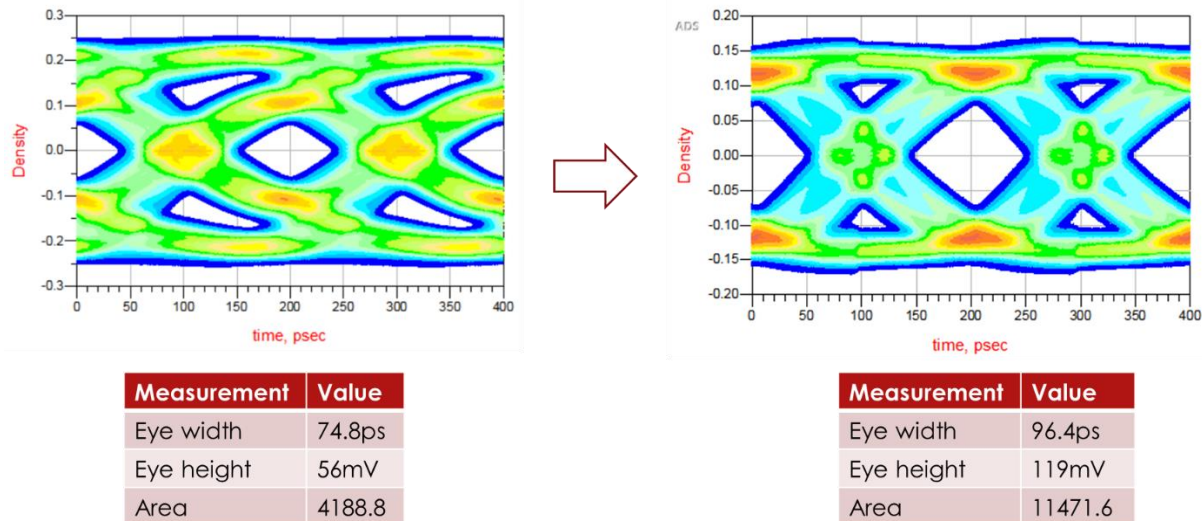 0.3
0.2
0.1
0.0
-0.1
-0.2
-0.3
Density
0 50 100 150 200 250 300 350 400
time, psec
ADS
0.20
0.15
0.10
0.05
0.00
-0.05
-0.10
-0.15
-0.20
Density
0 50 100 150 200 250 300 350 400
time, psec
Measurement Value
Eye width 74.8ps
Eye height 56mV
Area 4188.8
Measurement Value
Eye width 96.4ps
Eye height 119mV
Area 11471.6